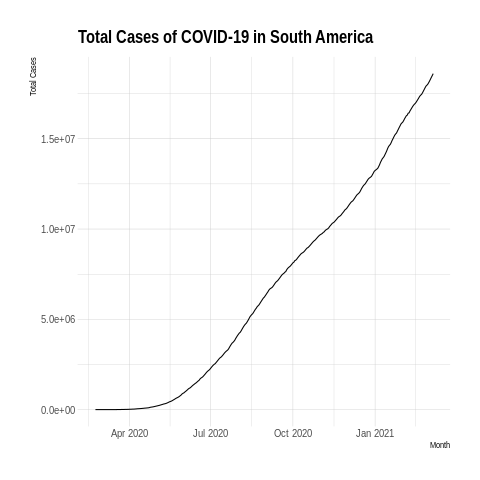 Total Cases of COVID-19 in South America
Total Cases
1.5e+07
1.0e+07
5.0e+06
0.0e+00
Apr 2020
Jul 2020
Oct 2020
Jan 2021
Month